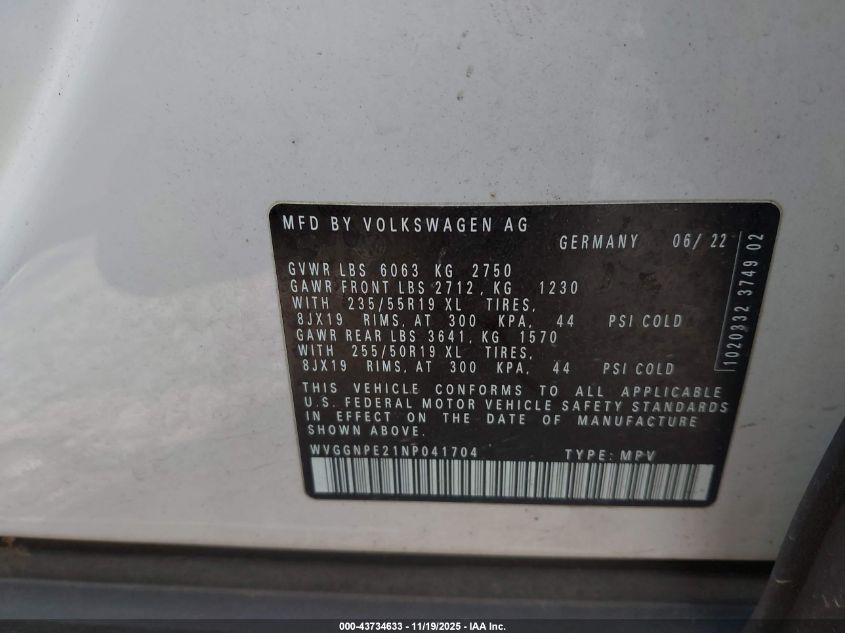 MFD BY VOLKSWAGEN AG
GERMANY 06/22
GVWR LBS 6063 KG 2750
GAWR FRONT LBS 2712, KG 1230
WITH 235/55R19 XL TIRES,
8JX19 RIMS, AT 300 KPA, 44 PSI COLD
GAWR REAR LBS 3641, KG 1570
WITH 255/50R19 XL TIRES,
8JX19 RIMS, AT 300 KPA, 44 PSI COLD
THIS VEHICLE CONFORMS TO ALL APPLICABLE
U.S. FEDERAL MOTOR VEHICLE SAFETY STANDARDS
IN EFFECT ON THE DATE OF MANUFACTURE
SHOWN ABOVE.
WVGGNPE21NP041704 TYPE: MPV
1020332 3749 02
000-43734633 - 11/19/2025 - IAA Inc.